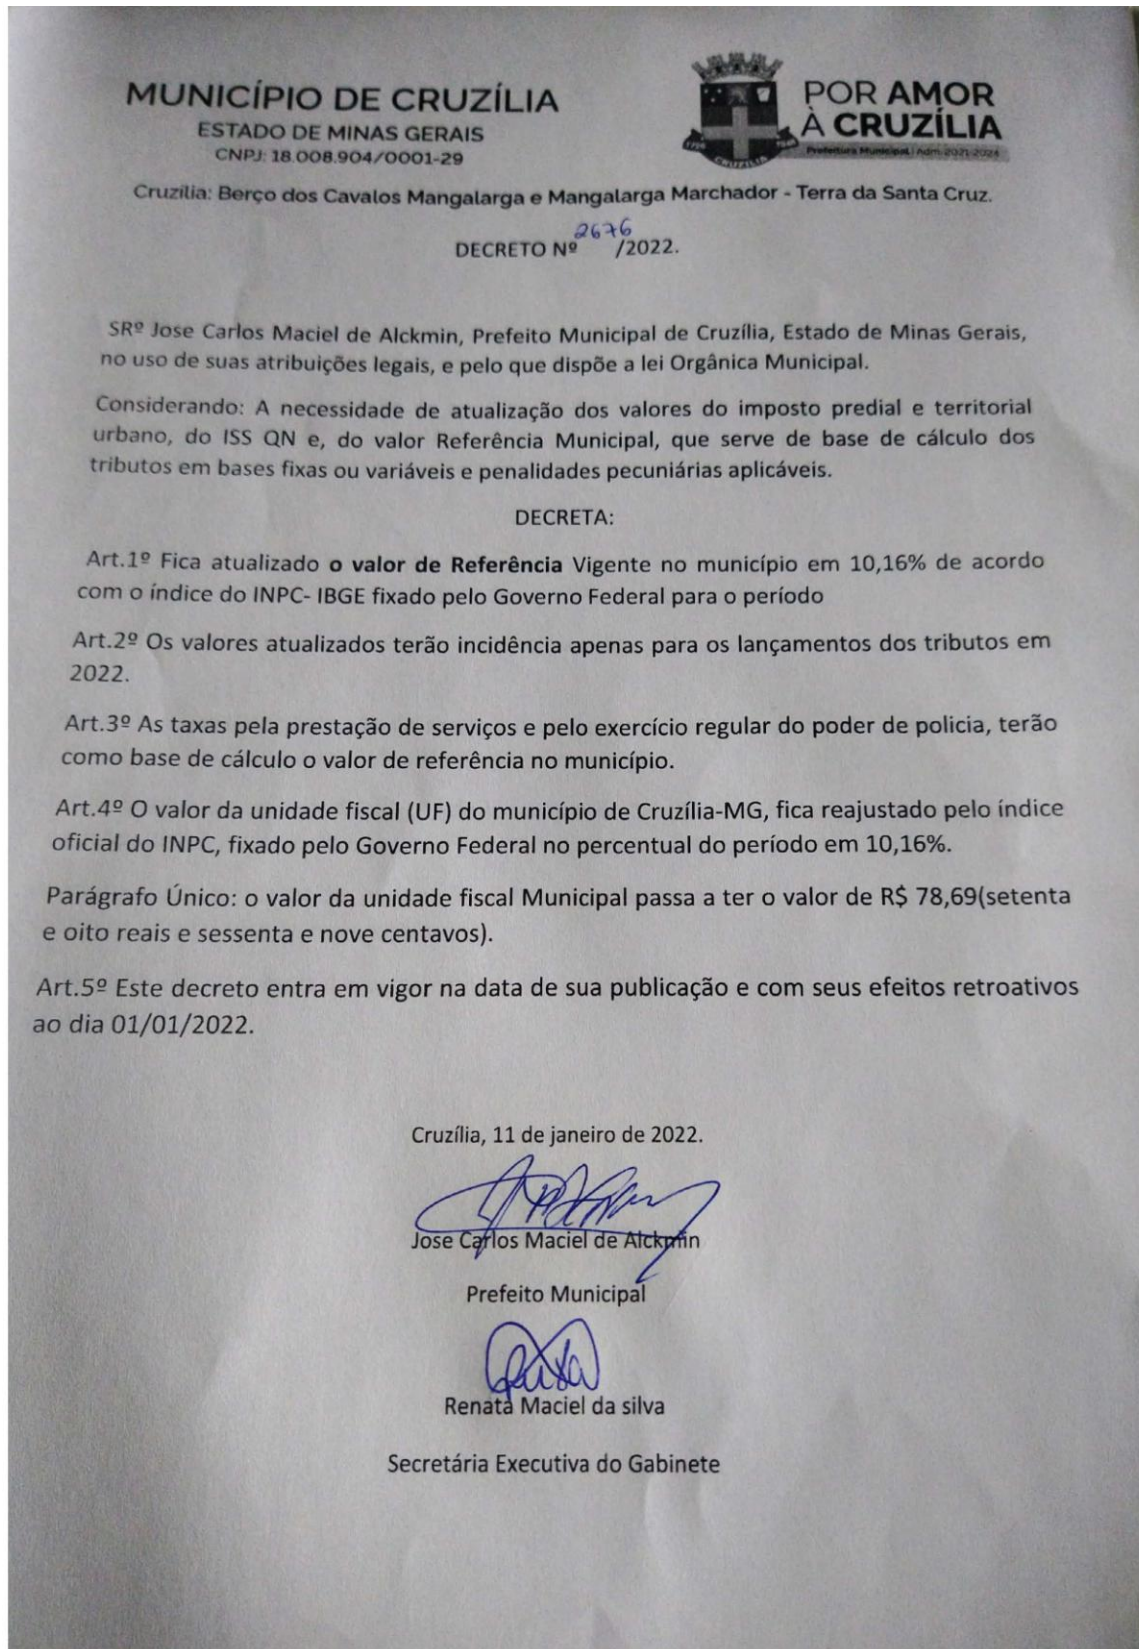 MUNICÍPIO DE CRUZÍLIA
ESTADO DE MINAS GERAIS
CNPJ: 18.008.904/0001-29
POR AMOR
À CRUZÍLIA
Prefeitura Municipal | Adm. 2021-2024
Cruzília: Berço dos Cavalos Mangalarga e Mangalarga Marchador - Terra da Santa Cruz.
DECRETO Nº 2676 /2022.
SRº Jose Carlos Maciel de Alckmin, Prefeito Municipal de Cruzília, Estado de Minas Gerais,
no uso de suas atribuições legais, e pelo que dispõe a lei Orgânica Municipal.
Considerando: A necessidade de atualização dos valores do imposto predial e territorial
urbano, do ISS QN e, do valor Referência Municipal, que serve de base de cálculo dos
tributos em bases fixas ou variáveis e penalidades pecuniárias aplicáveis.
DECRETA:
Art.1º Fica atualizado o valor de Referência Vigente no município em 10,16% de acordo
com o índice do INPC- IBGE fixado pelo Governo Federal para o período
Art.2º Os valores atualizados terão incidência apenas para os lançamentos dos tributos em
2022.
Art.3º As taxas pela prestação de serviços e pelo exercício regular do poder de policia, terão
como base de cálculo o valor de referência no município.
Art.4º O valor da unidade fiscal (UF) do município de Cruzília-MG, fica reajustado pelo índice
oficial do INPC, fixado pelo Governo Federal no percentual do período em 10,16%.
Parágrafo Único: o valor da unidade fiscal Municipal passa a ter o valor de R$ 78,69(setenta
e oito reais e sessenta e nove centavos).
Art.5º Este decreto entra em vigor na data de sua publicação e com seus efeitos retroativos
ao dia 01/01/2022.
Cruzília, 11 de janeiro de 2022.
Jose Carlos Maciel de Alckmin
Prefeito Municipal
Renata Maciel da silva
Secretária Executiva do Gabinete